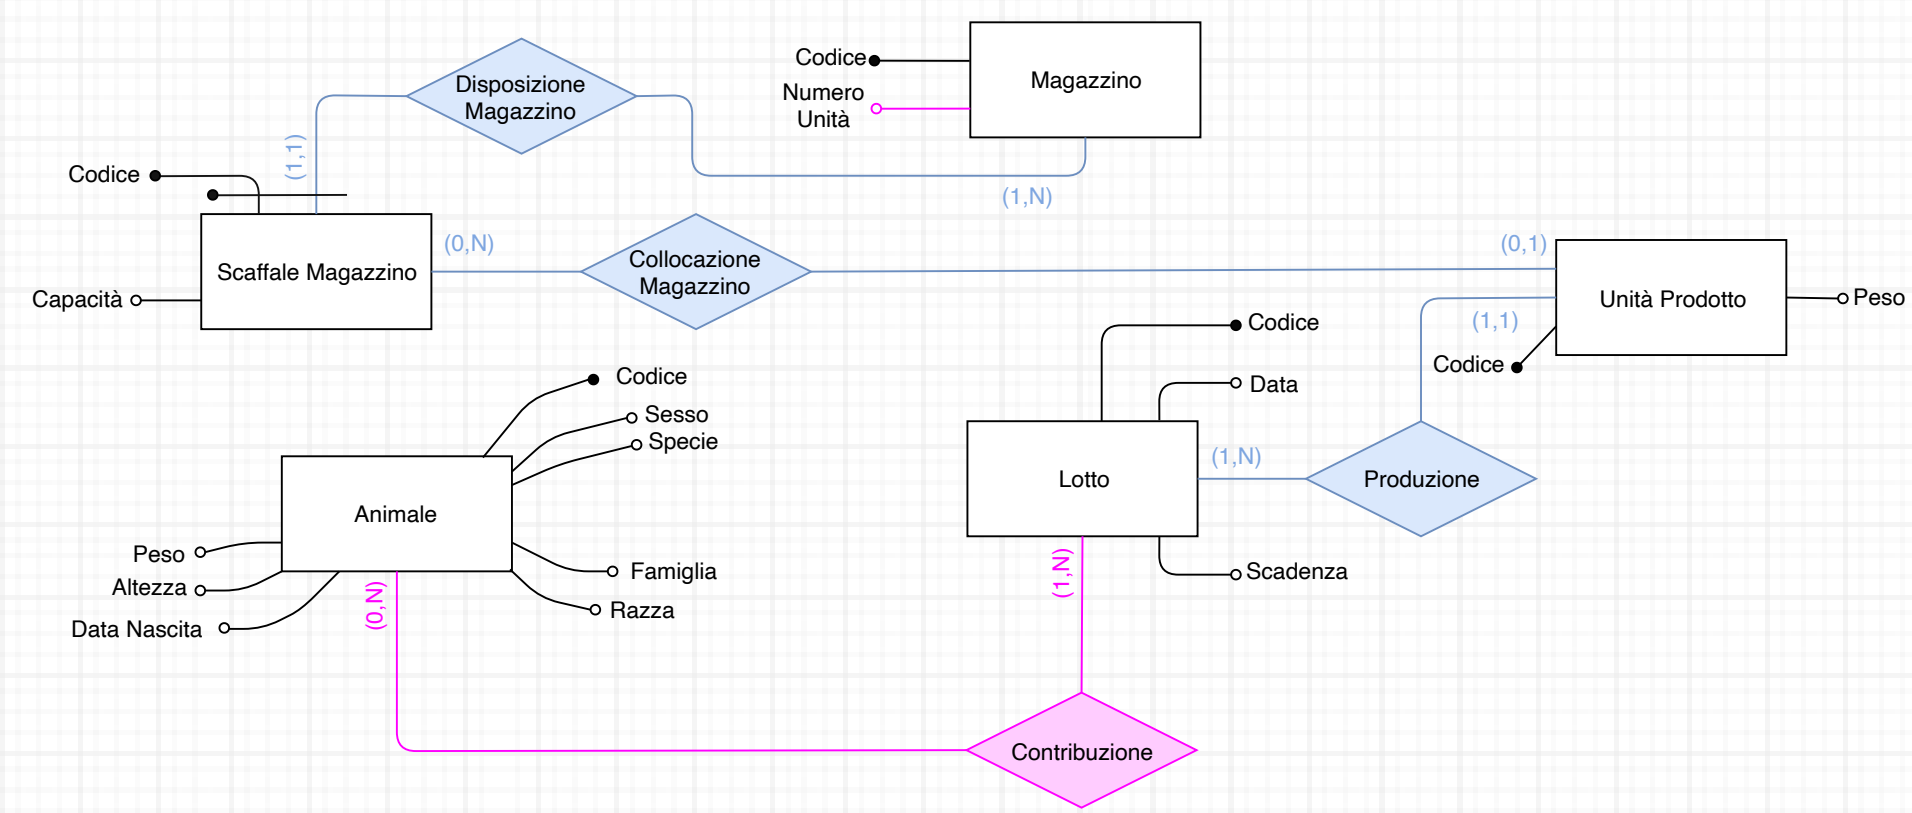 Disposizione
Magazzino
Codice
Numero
Unità
Magazzino
(1,1)
(1,N)
Codice
Scaffale Magazzino
Capacità
(0,N)
Collocazione
Magazzino
(0,1)
Unità Prodotto
Peso
(1,1)
Codice
Codice
Data
Lotto
(1,N)
Produzione
Scadenza
Codice
Sesso
Specie
Animale
Peso
Altezza
Data Nascita
Famiglia
Razza
(0,N)
(1,N)
Contribuzione